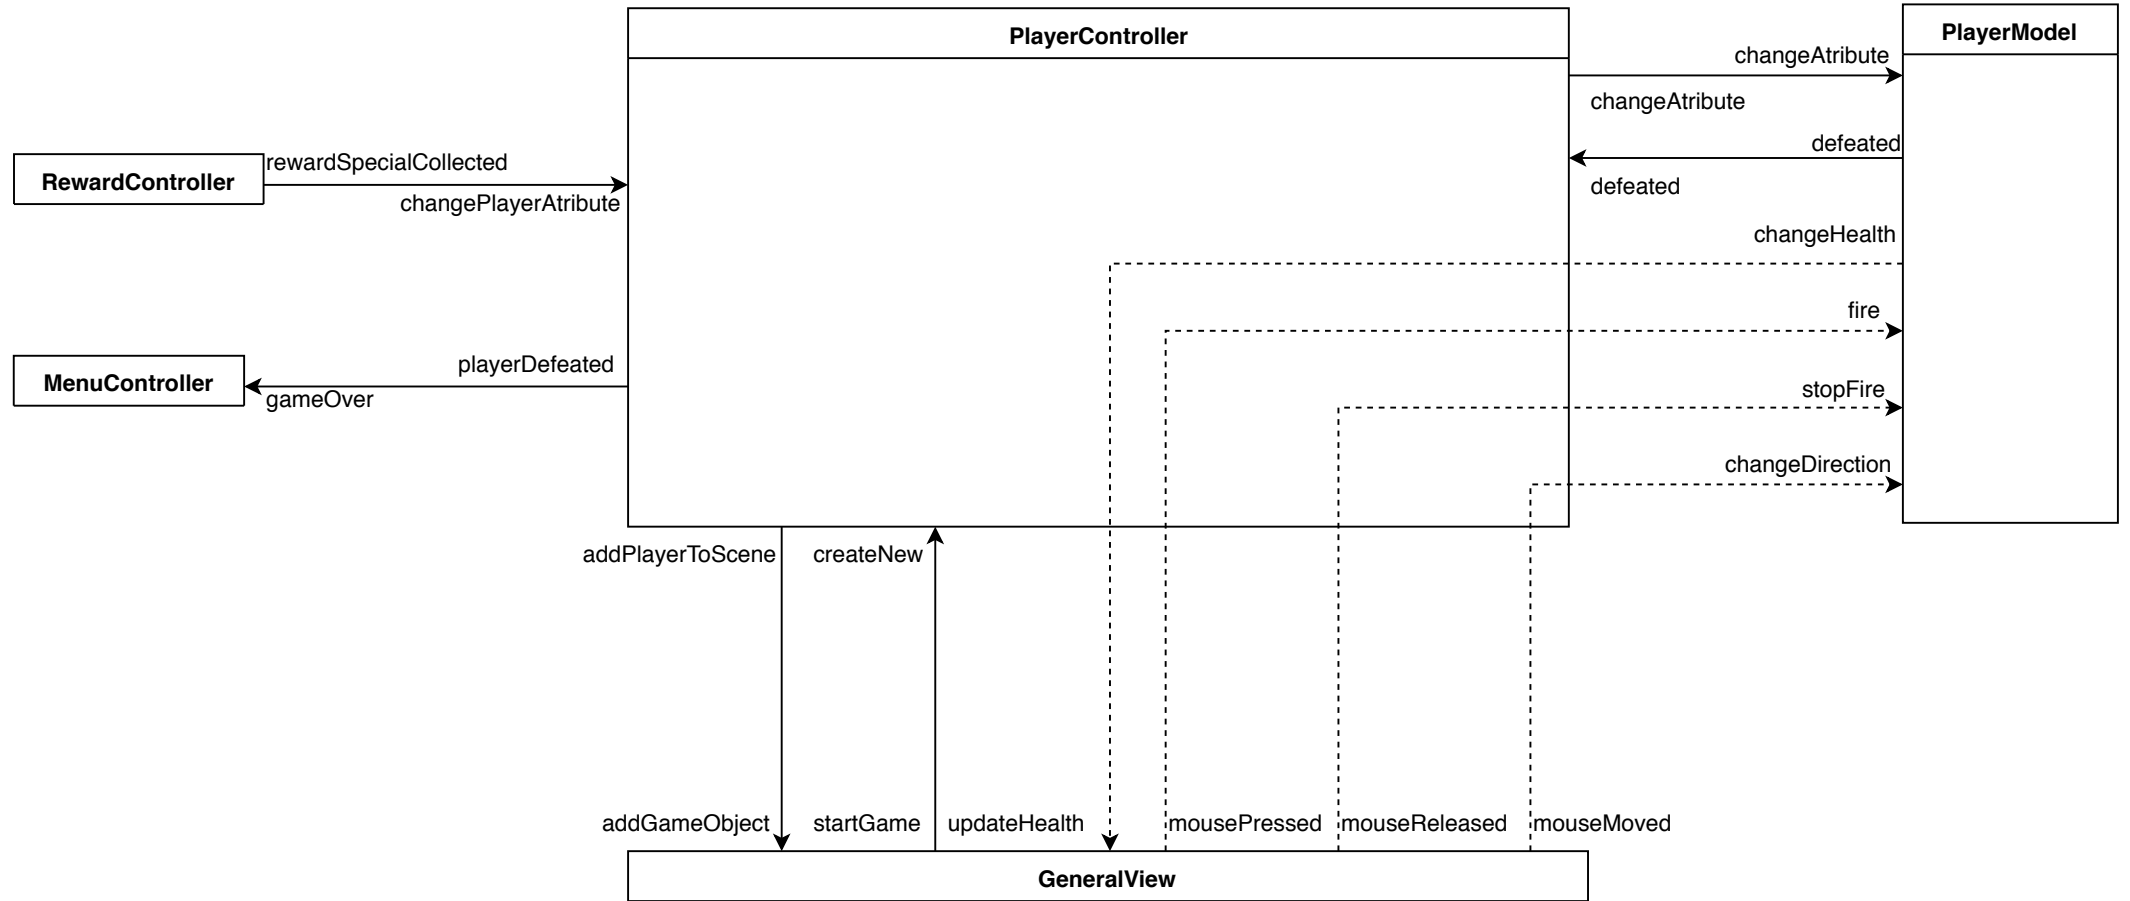 PlayerController
PlayerModel
changeAtribute
changeAtribute
defeated
defeated
rewardSpecialCollected
RewardController
changePlayerAtribute
changeHealth
fire
playerDefeated
MenuController
gameOver
stopFire
changeDirection
addPlayerToScene
createNew
addGameObject
startGame
updateHealth
mousePressed
mouseReleased
mouseMoved
GeneralView